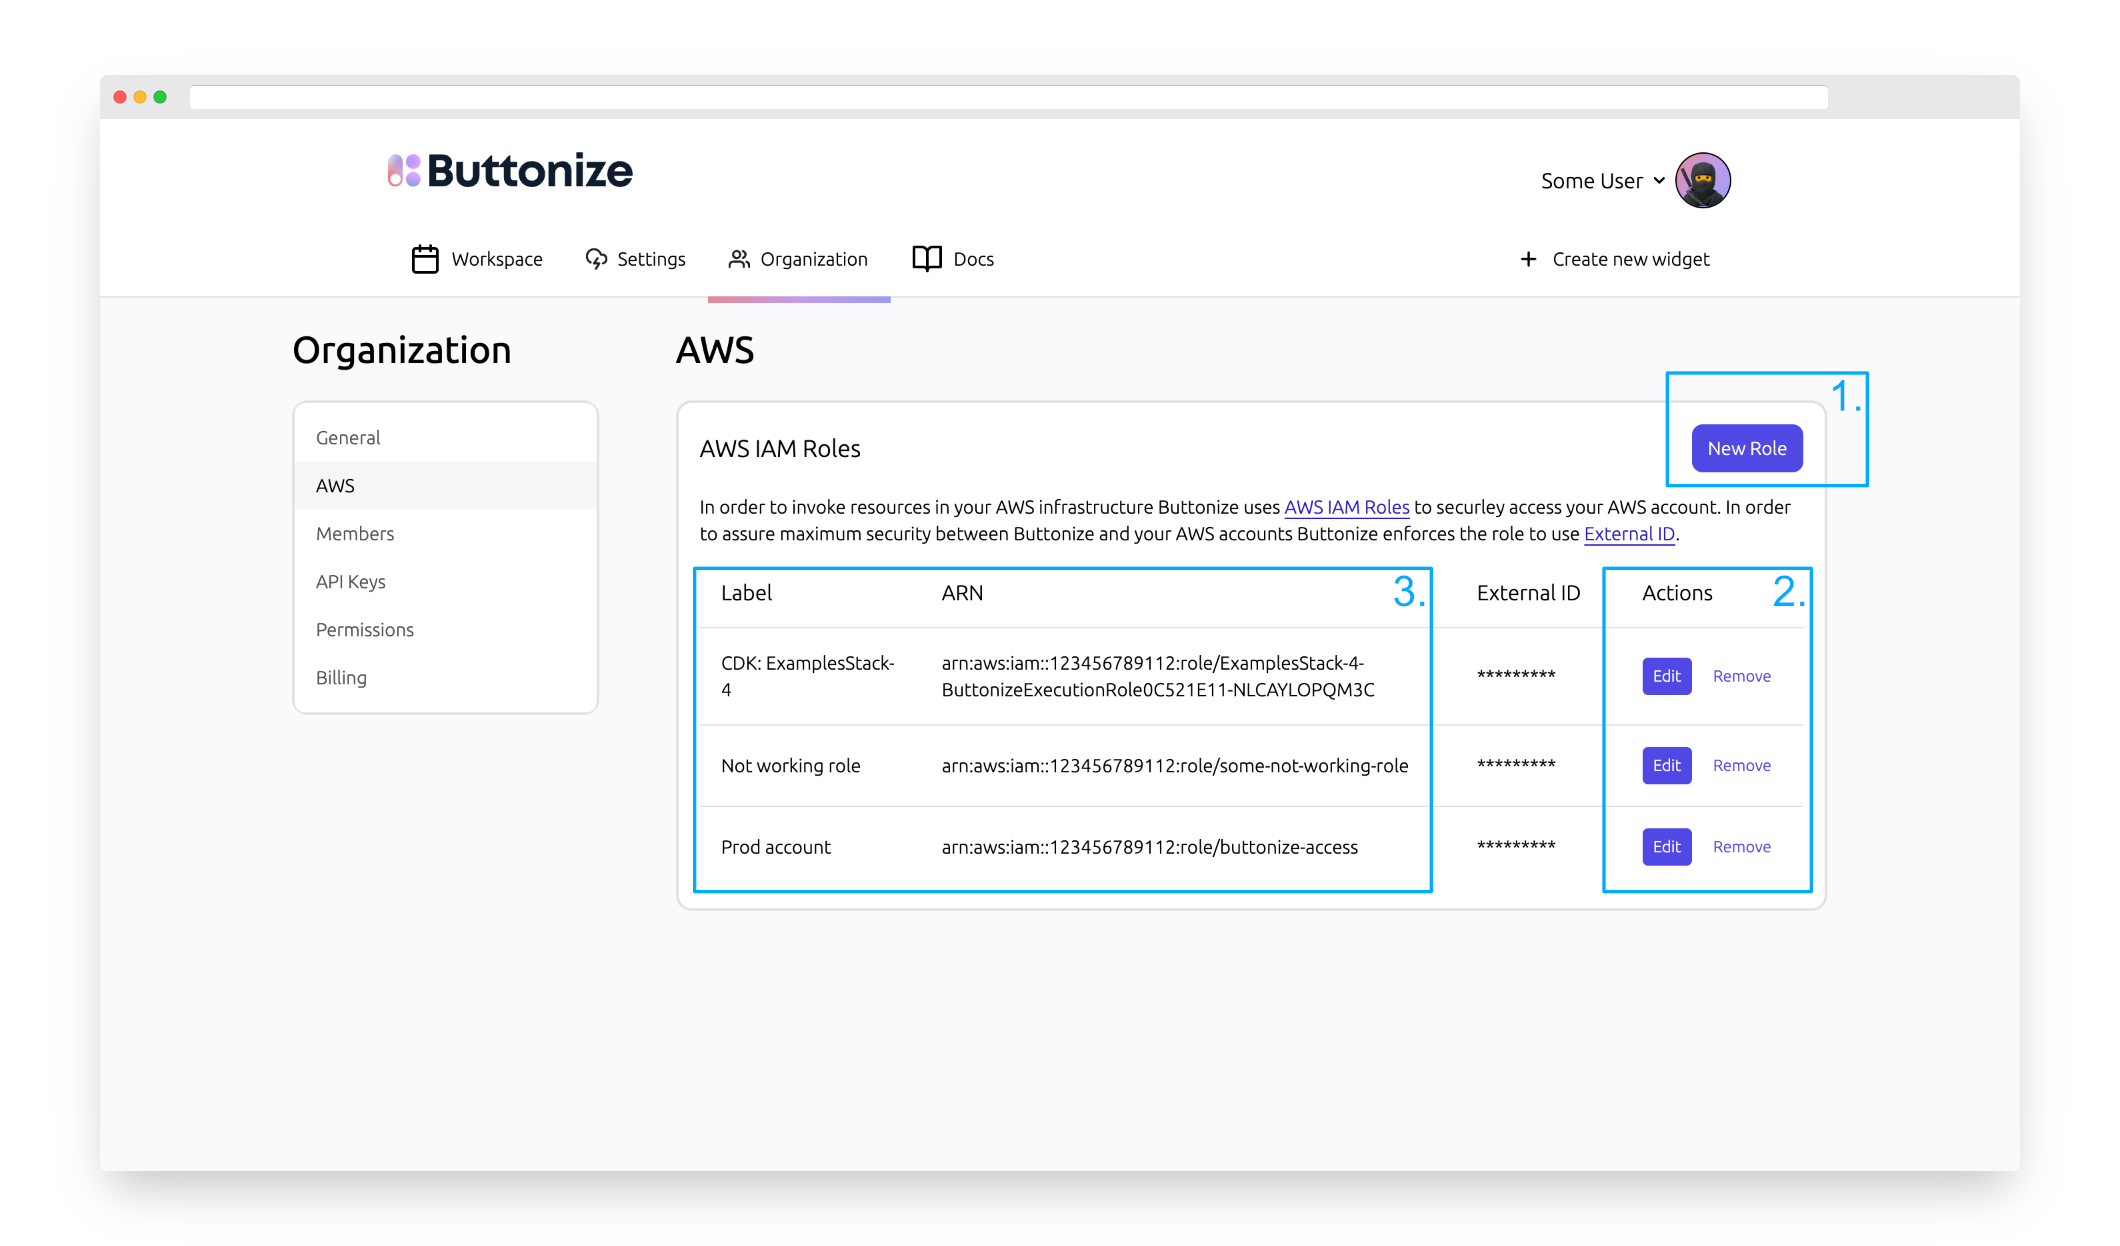 Buttonize
Some User
Workspace
Settings
Organization
Docs
Create new widget
Organization
AWS
General
AWS
Members
API Keys
Permissions
Billing
1.
AWS IAM Roles
New Role
In order to invoke resources in your AWS infrastructure Buttonize uses AWS IAM Roles to securley access your AWS account. In order
to assure maximum security between Buttonize and your AWS accounts Buttonize enforces the role to use External ID.
Label
ARN
3.
External ID
Actions
2.
CDK: ExamplesStack-
4
arn:aws:iam::123456789112:role/ExamplesStack-4-
ButtonizeExecutionRole0C521E11-NLCAYLOPQM3C
*********
Edit
Remove
Not working role
arn:aws:iam::123456789112:role/some-not-working-role
*********
Edit
Remove
Prod account
arn:aws:iam::123456789112:role/buttonize-access
*********
Edit
Remove